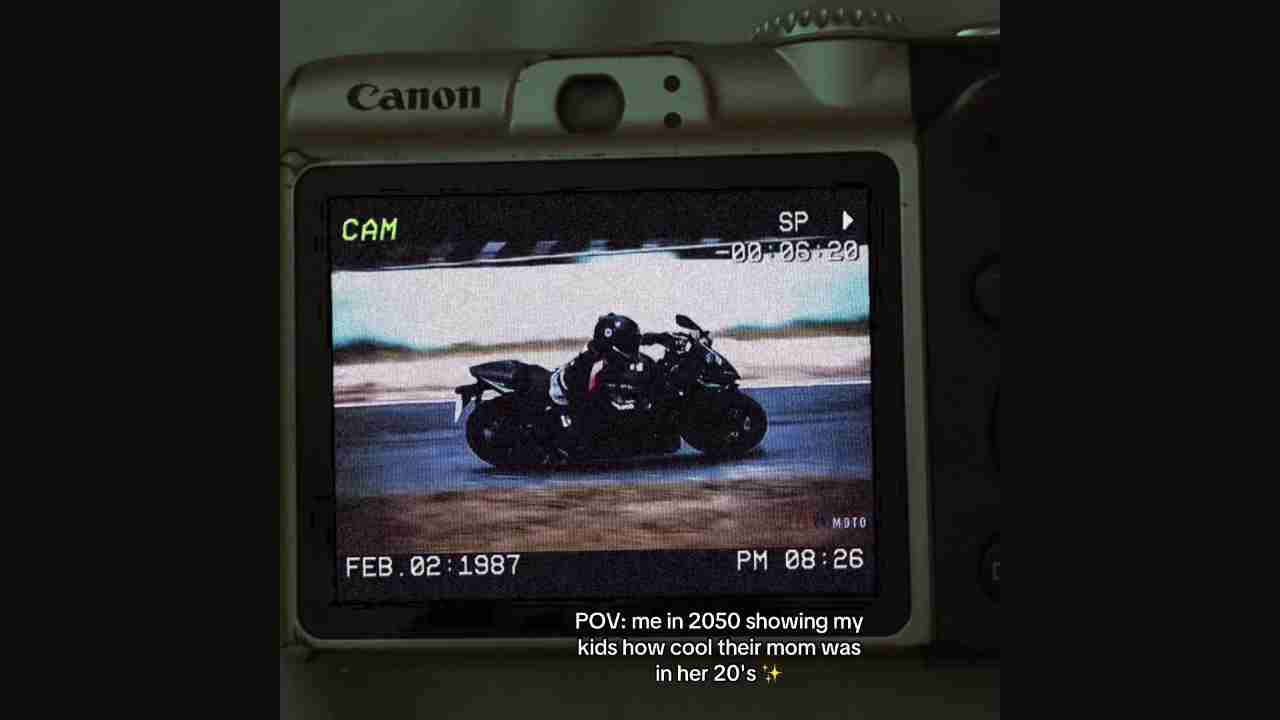 Canon
CAM
SP
-00:06:20
MOTO
FEB.02:1987
PM 08:26
POV: me in 2050 showing my
kids how cool their mom was
in her 20's ✨